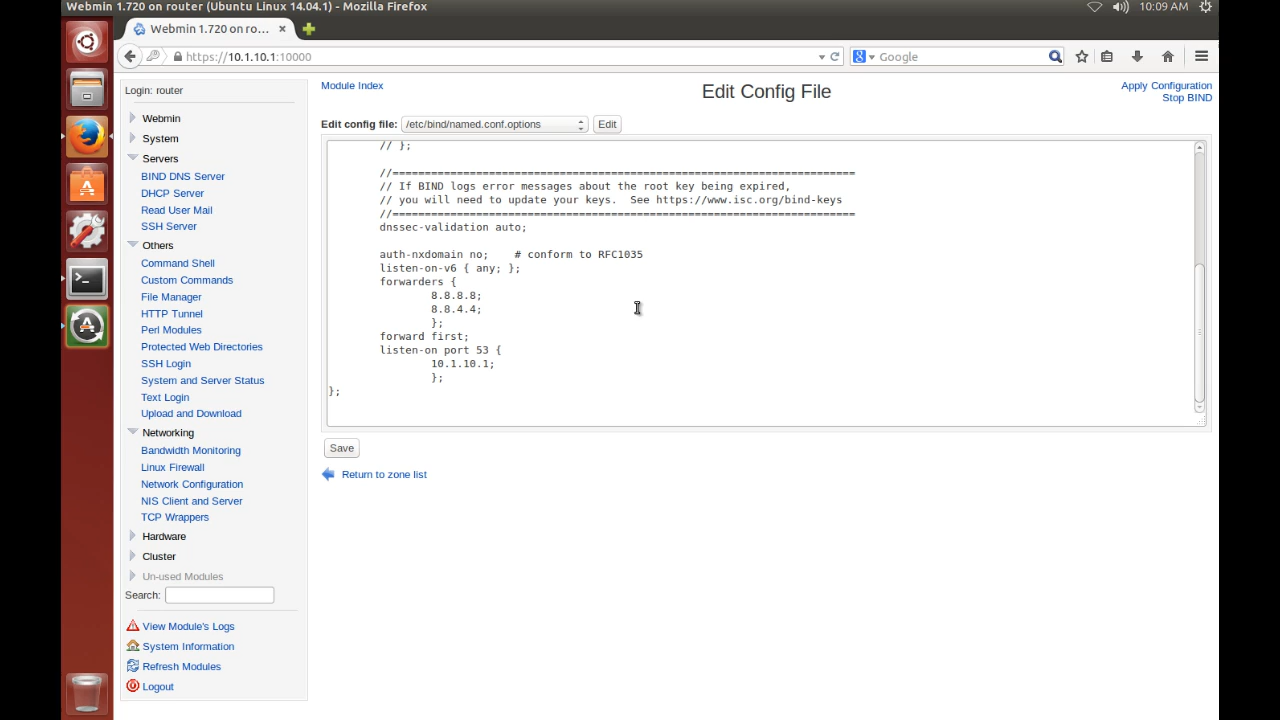 Webmin 1.720 on router (Ubuntu Linux 14.04.1) - Mozilla Firefox
10:09 AM
Webmin 1.720 on ro...
https://10.1.10.1:10000
Google
Login: router
Webmin
System
Servers
BIND DNS Server
DHCP Server
Read User Mail
SSH Server
Others
Command Shell
Custom Commands
File Manager
HTTP Tunnel
Perl Modules
Protected Web Directories
SSH Login
System and Server Status
Text Login
Upload and Download
Networking
Bandwidth Monitoring
Linux Firewall
Network Configuration
NIS Client and Server
TCP Wrappers
Hardware
Cluster
Un-used Modules
Search:
View Module's Logs
System Information
Refresh Modules
Logout
Module Index
Edit Config File
Apply Configuration
Stop BIND
Edit config file: /etc/bind/named.conf.options Edit
// };
//========================================================================
// If BIND logs error messages about the root key being expired,
// you will need to update your keys.  See https://www.isc.org/bind-keys
//========================================================================
dnssec-validation auto;
auth-nxdomain no;    # conform to RFC1035
listen-on-v6 { any; };
forwarders {
8.8.8.8;
8.8.4.4;
};
forward first;
listen-on port 53 {
10.1.10.1;
};
};
Save
Return to zone list